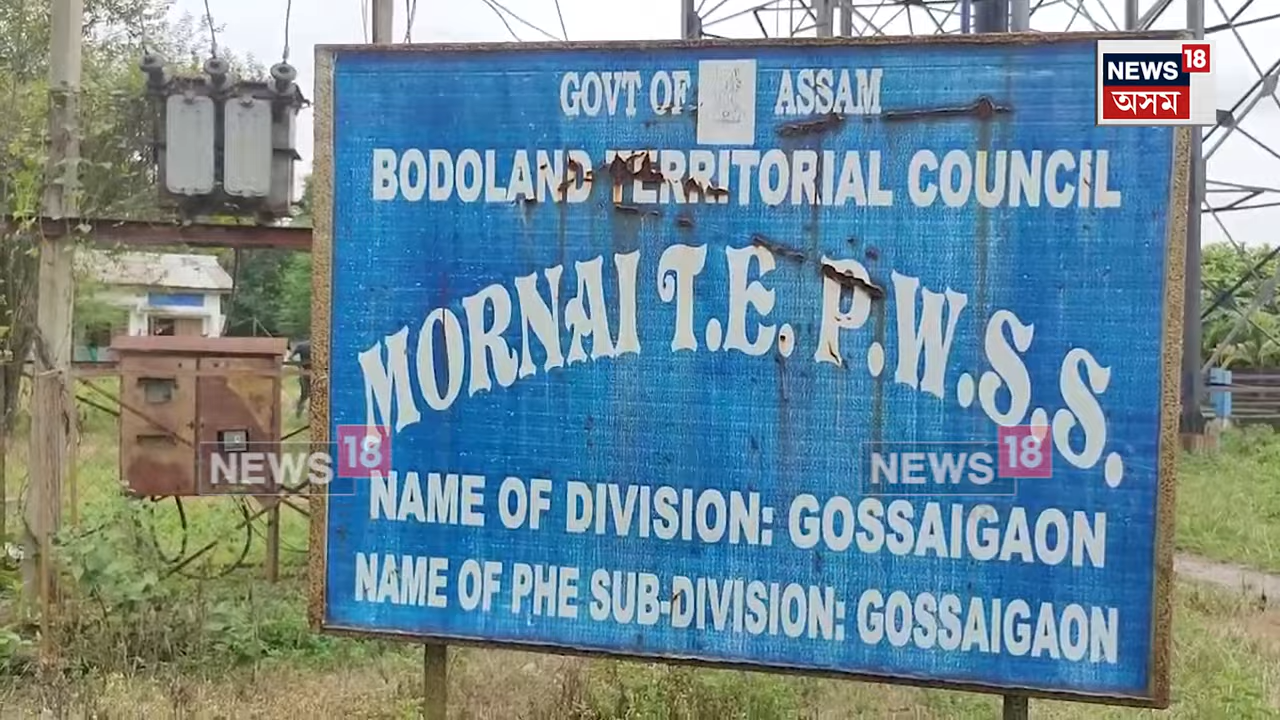 GOVT OF ASSAM
NEWS 18
অসম
BODOLAND TERRITORIAL COUNCIL
MORNAI T.E. P.W.S.S.
NEWS 18
NEWS 18
NAME OF DIVISION: GOSSAIGAON
NAME OF PHE SUB-DIVISION: GOSSAIGAON